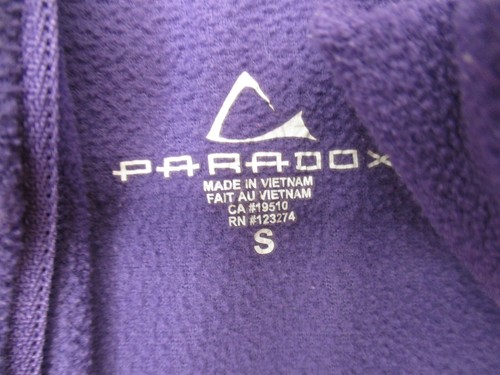 PARADOX
MADE IN VIETNAM
FAIT AU VIETNAM
CA #19510
RN #123274
S